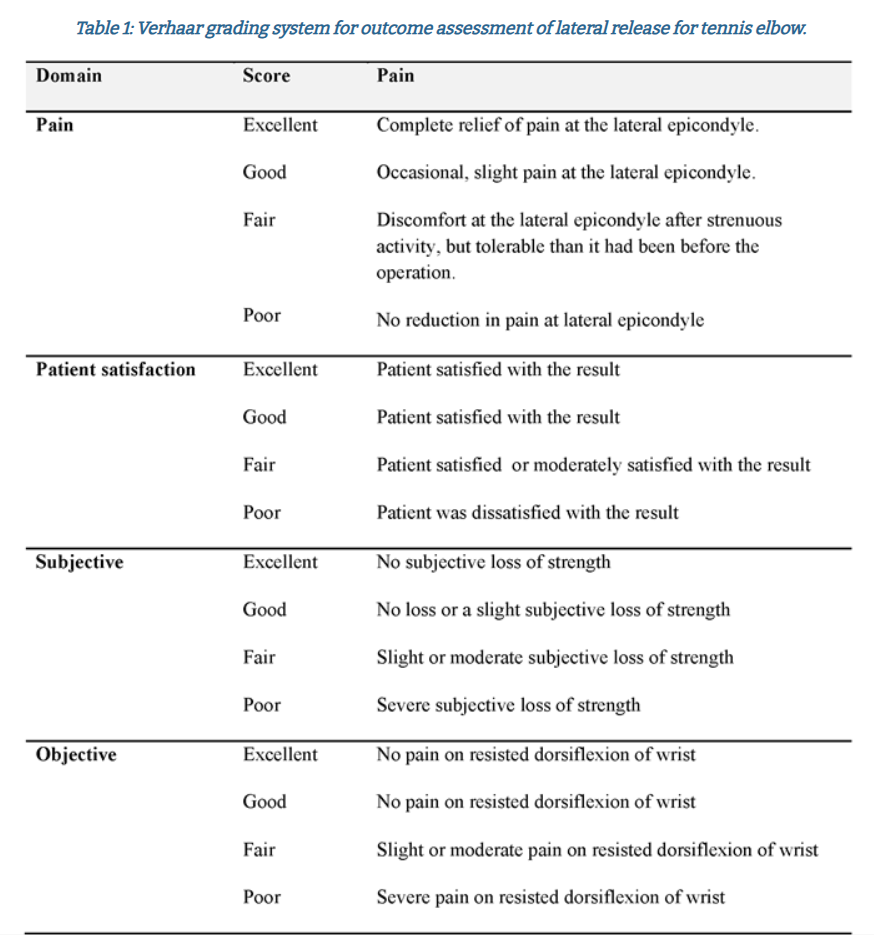 Table 1: Verhaar grading system for outcome assessment of lateral release for tennis elbow.
Domain Score Pain
Pain Excellent Complete relief of pain at the lateral epicondyle.
Good Occasional, slight pain at the lateral epicondyle.
Fair Discomfort at the lateral epicondyle after strenuous
activity, but tolerable than it had been before the
operation.
Poor No reduction in pain at lateral epicondyle
Patient satisfaction Excellent Patient satisfied with the result
Good Patient satisfied with the result
Fair Patient satisfied or moderately satisfied with the result
Poor Patient was dissatisfied with the result
Subjective Excellent No subjective loss of strength
Good No loss or a slight subjective loss of strength
Fair Slight or moderate subjective loss of strength
Poor Severe subjective loss of strength
Objective Excellent No pain on resisted dorsiflexion of wrist
Good No pain on resisted dorsiflexion of wrist
Fair Slight or moderate pain on resisted dorsiflexion of wrist
Poor Severe pain on resisted dorsiflexion of wrist